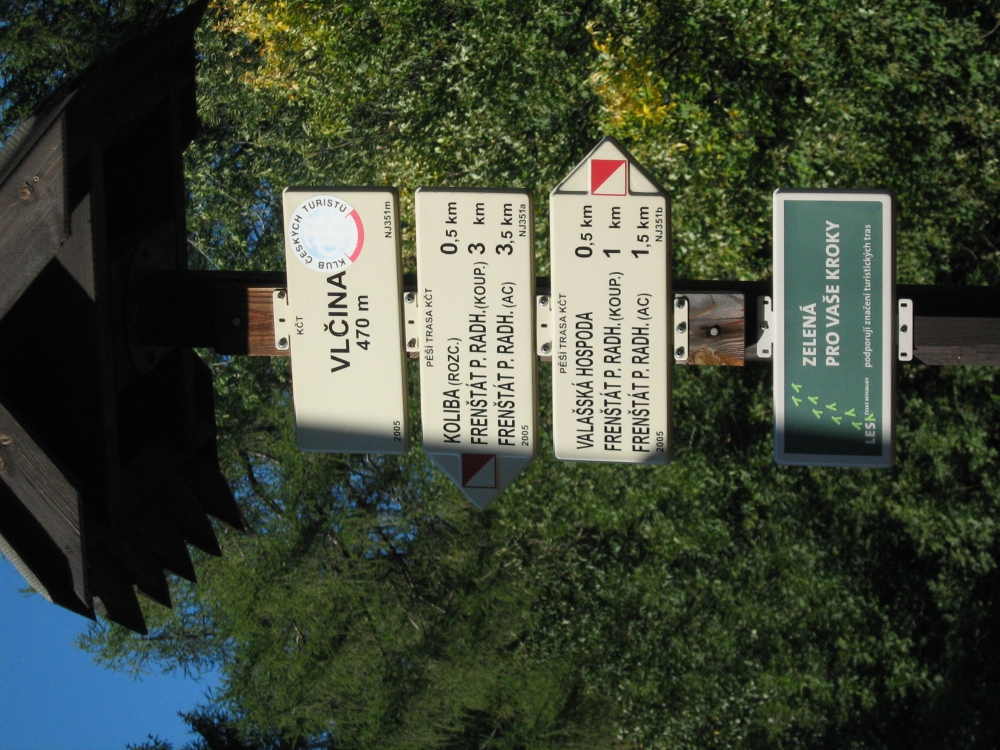 KLUB ČESKÝCH TURISTŮ
KČT
VLČINA
470 m
2005
NJ351m
PĚŠÍ TRASA KČT
KOLIBA (ROZC.) 0,5 km
FRENŠTÁT P. RADH.(KOUP.) 3 km
FRENŠTÁT P. RADH. (AC) 3,5 km
2005
NJ351a
PĚŠÍ TRASA KČT
VALAŠSKÁ HOSPODA 0,5 km
FRENŠTÁT P. RADH.(KOUP.) 1 km
FRENŠTÁT P. RADH. (AC) 1,5 km
2005
NJ351b
ZELENÁ
PRO VAŠE KROKY
LESY ČESKÉ REPUBLIKY podporují značení turistických tras